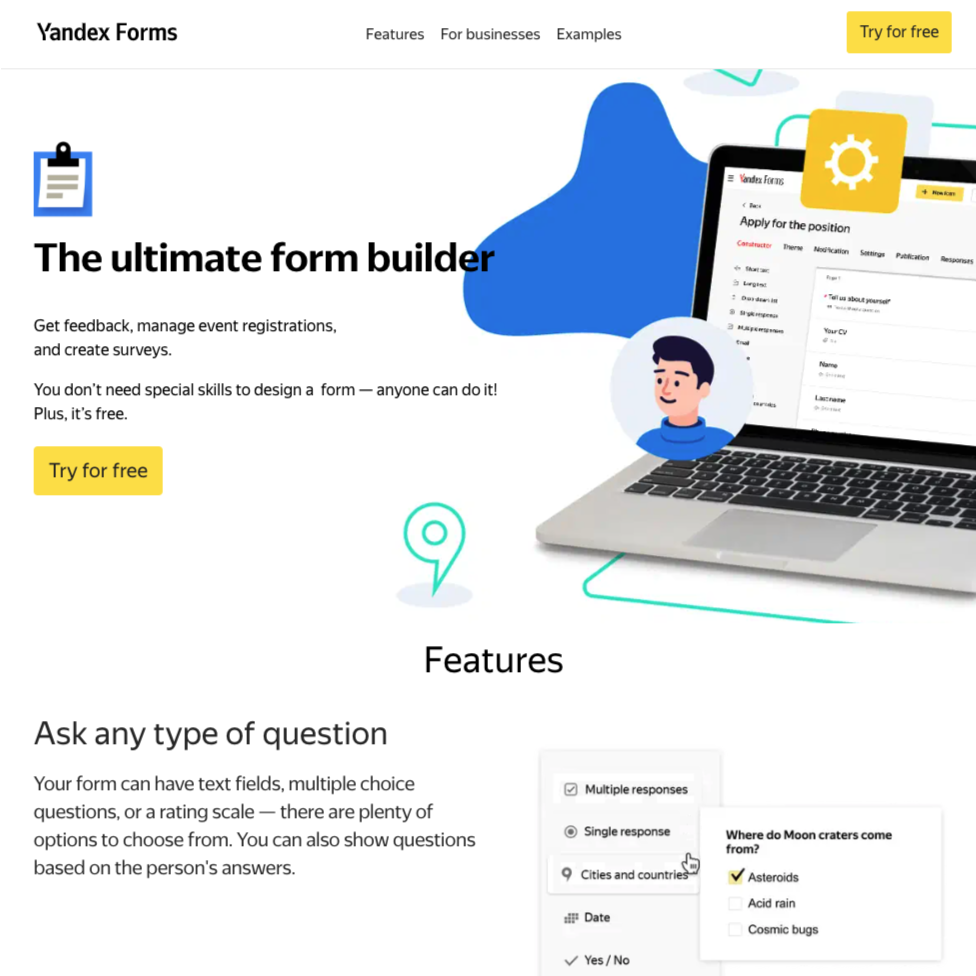 Yandex Forms
Features
For businesses
Examples
Try for free
The ultimate form builder
Get feedback, manage event registrations,
and create surveys.
You don't need special skills to design a form — anyone can do it!
Plus, it's free.
Try for free
Yandex Forms
New form
Back
Apply for the position
Constructor
Theme
Notification
Settings
Publication
Responses
Short text
Long text
Drop-down list
Single response
Multiple responses
Email
Tell us about yourself
Your CV
Name
Last name
Features
Ask any type of question
Your form can have text fields, multiple choice
questions, or a rating scale — there are plenty of
options to choose from. You can also show questions
based on the person's answers.
Multiple responses
Single response
Cities and countries
Date
Yes / No
Where do Moon craters come
from?
Asteroids
Acid rain
Cosmic bugs